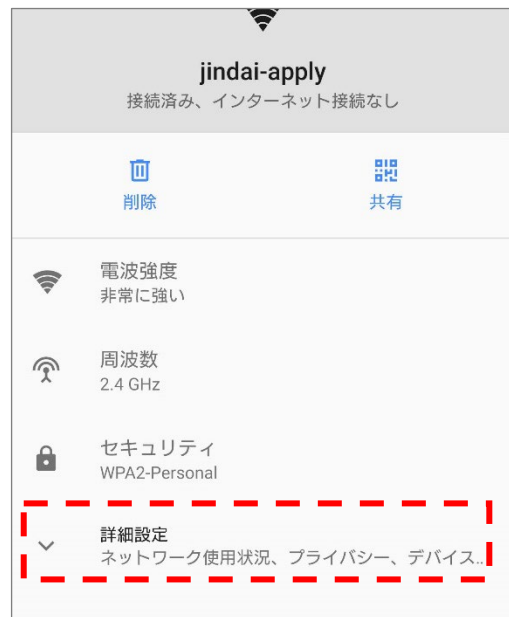 jindai-apply
接続済み、インターネット接続なし
削除
共有
電波強度
非常に強い
周波数
2.4 GHz
セキュリティ
WPA2-Personal
詳細設定
ネットワーク使用状況、プライバシー、デバイス..